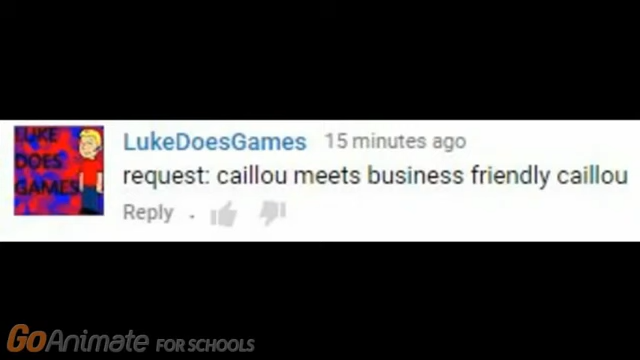 LUKE
DOES
GAMES
LukeDoesGames 15 minutes ago
request: caillou meets business friendly caillou
Reply .
GoAnimate FOR SCHOOLS